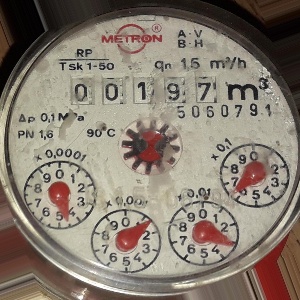 METRON ®
A·V
B·H
RP
Tsk 1-50
Qn 1,5 m³/h
00197 m³
5060791
Δp 0,1 MPa
PN 1,6 90°C
x 0,0001
x 0,1
x 0,001
x 0,01